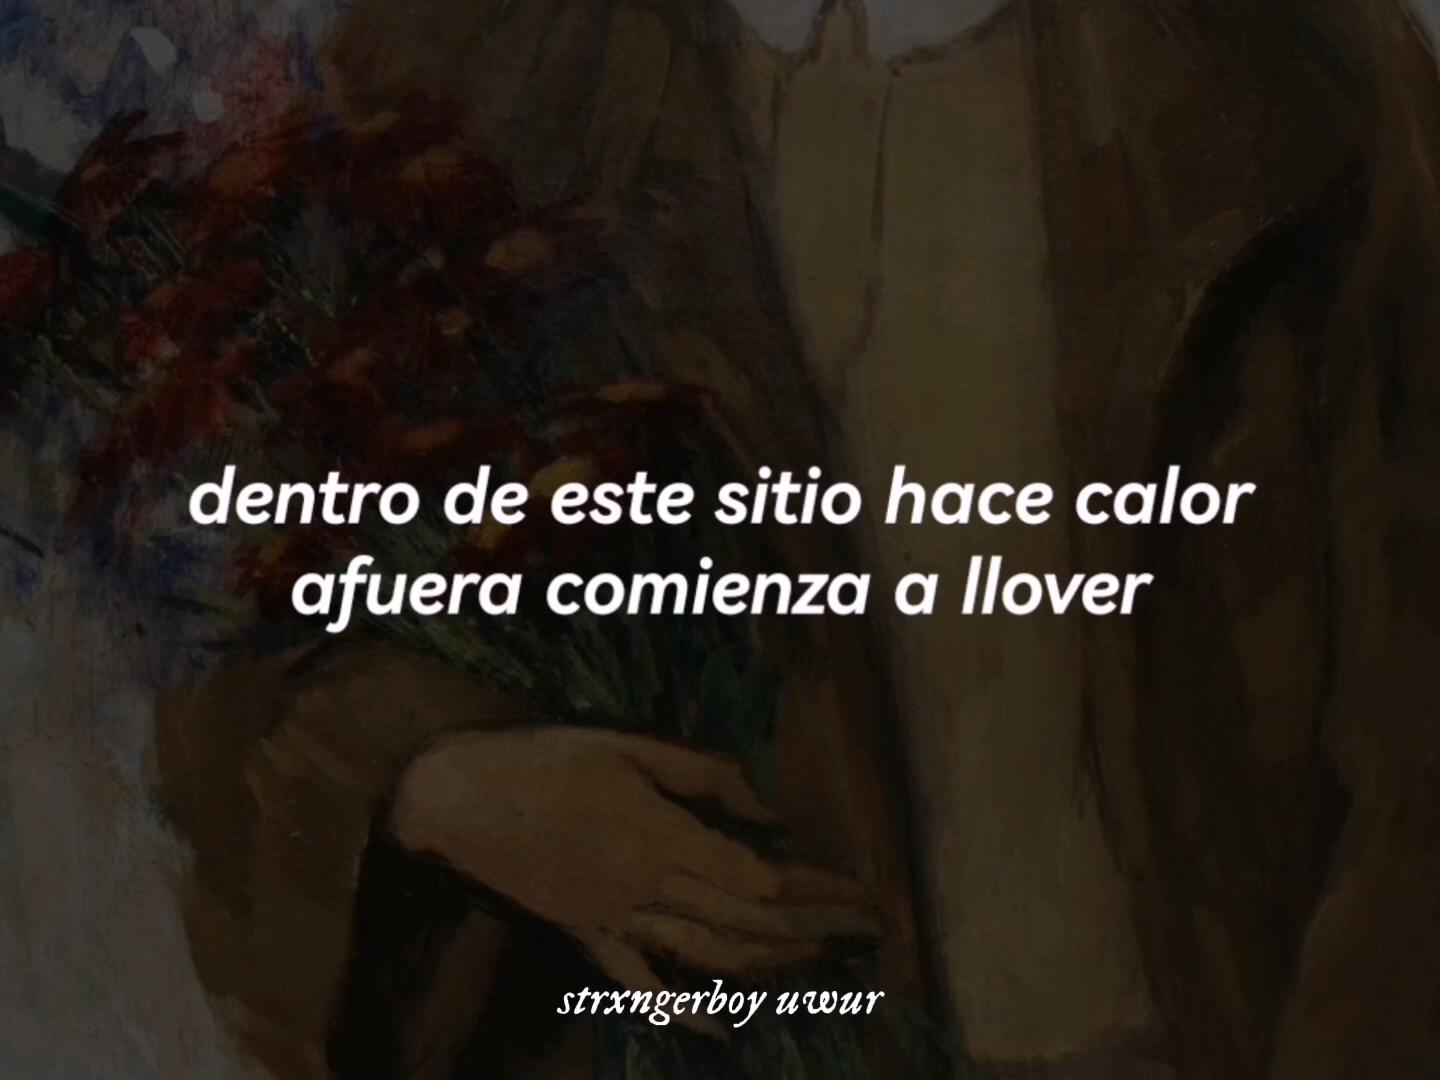 dentro de este sitio hace calor
afuera comienza a llover
strxngerboy uwur